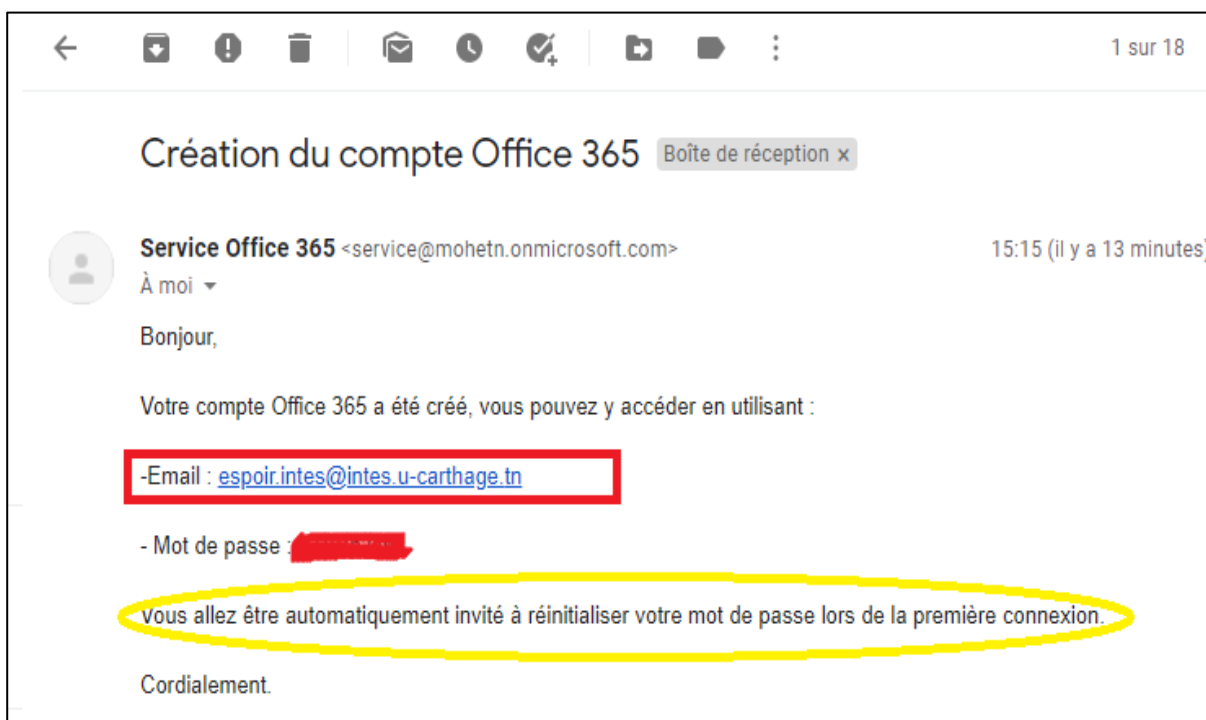 1 sur 18
Création du compte Office 365 Boîte de réception x
Service Office 365 <service@mohetn.onmicrosoft.com> 15:15 (il y a 13 minutes)
À moi
Bonjour,
Votre compte Office 365 a été créé, vous pouvez y accéder en utilisant :
-Email : espoir.intes@intes.u-carthage.tn
- Mot de passe :
Vous allez être automatiquement invité à réinitialiser votre mot de passe lors de la première connexion.
Cordialement.